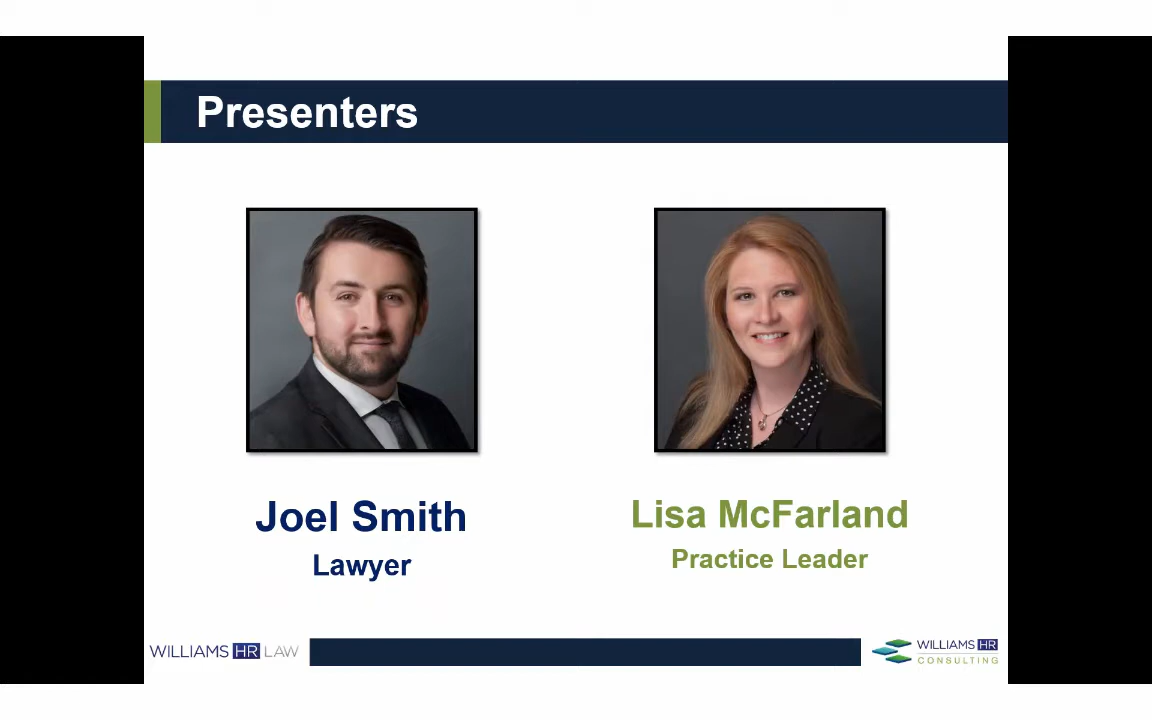 Presenters
Joel Smith
Lawyer
Lisa McFarland
Practice Leader
WILLIAMS HR LAW
WILLIAMS HR
CONSULTING